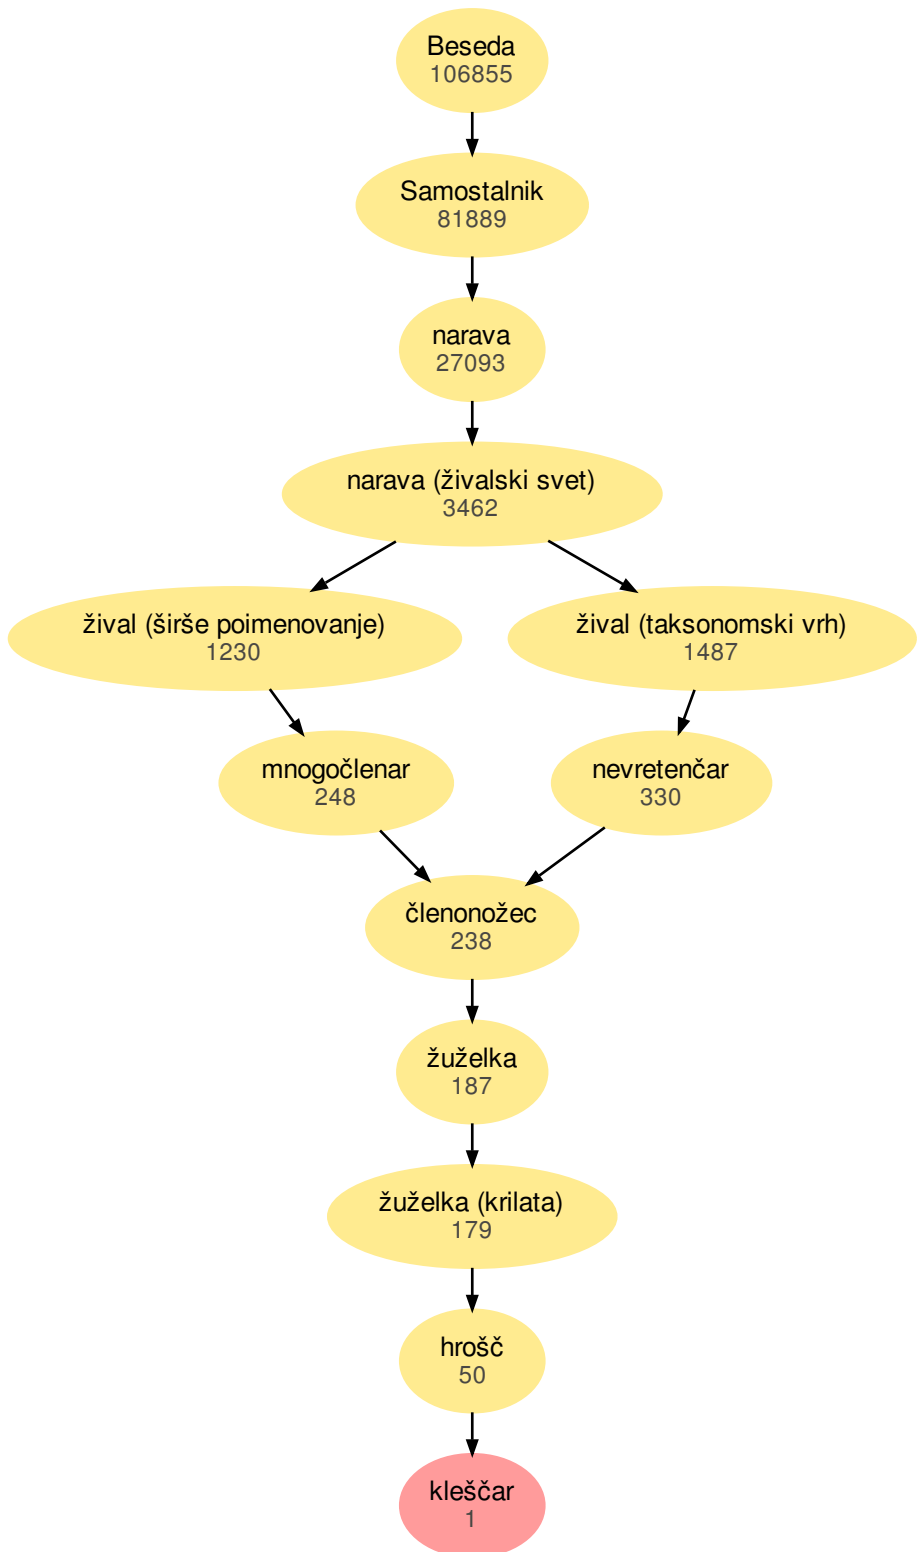 Beseda
106855
Samostalnik
81889
narava
27093
narava (živalski svet)
3462
žival (širše poimenovanje)
1230
žival (taksonomski vrh)
1487
mnogočlenar
248
nevretenčar
330
členonožec
238
žuželka
187
žuželka (krilata)
179
hrošč
50
kleščar
1